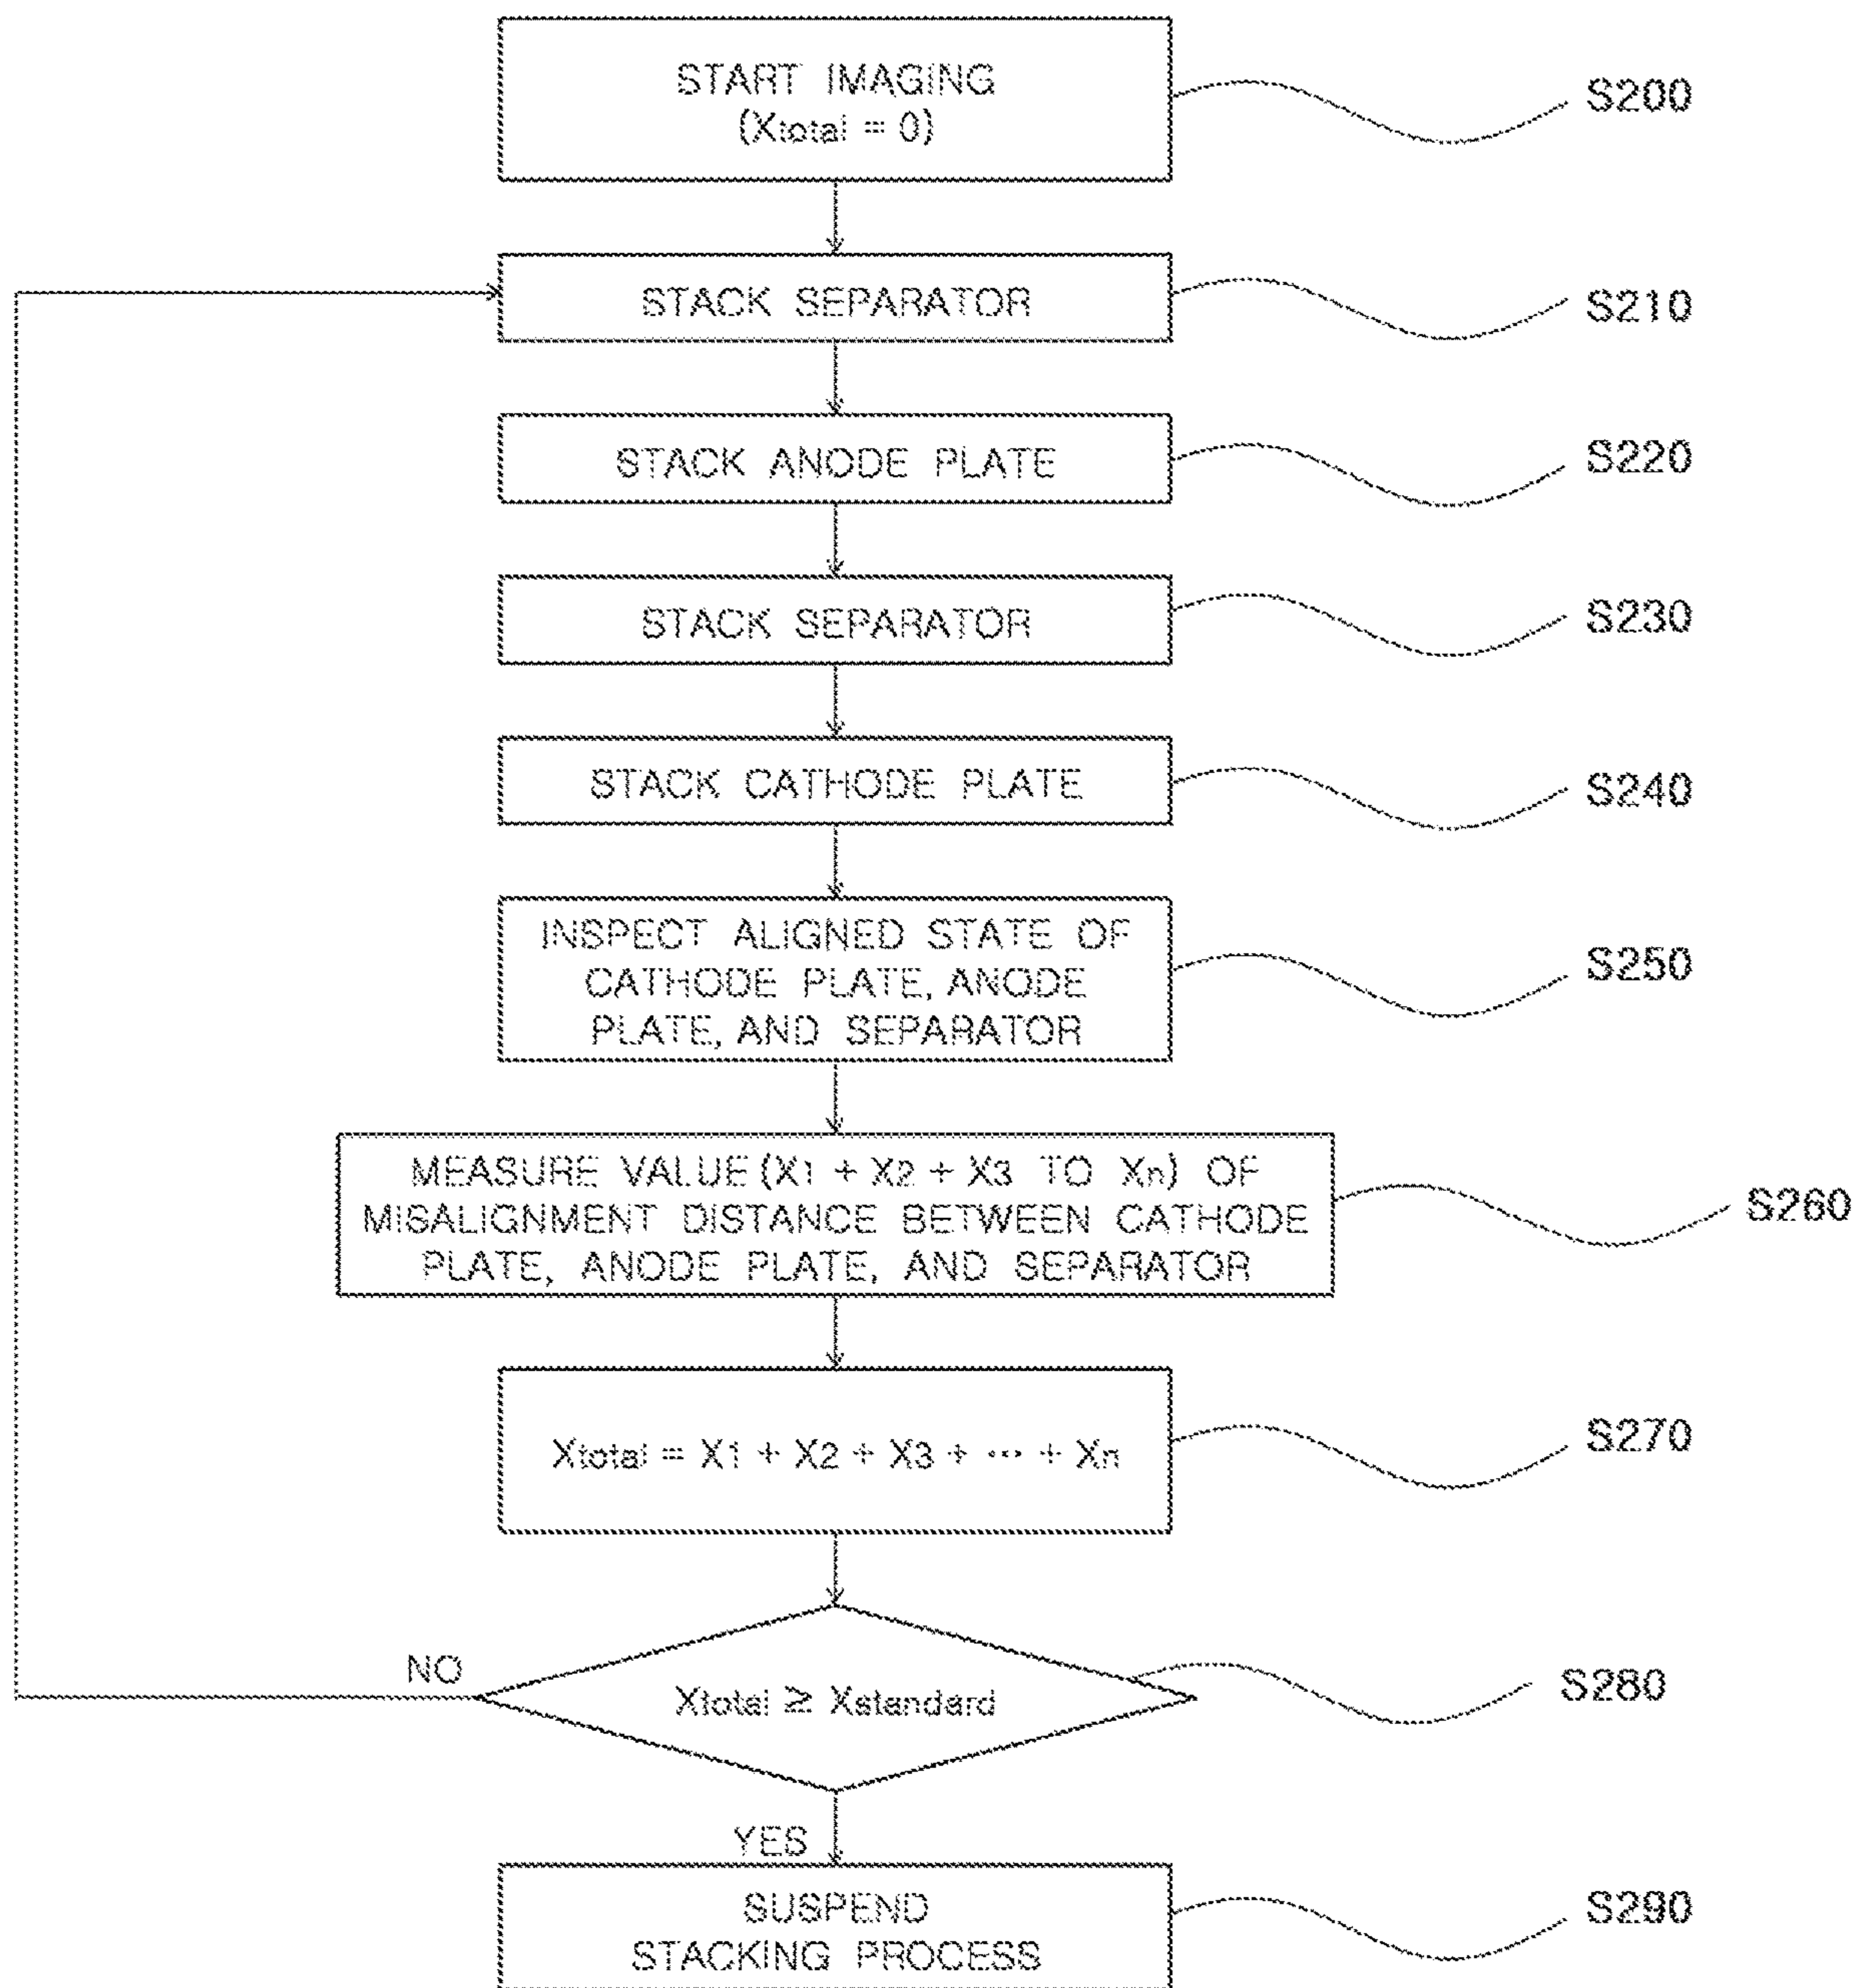 START IMAGING
(Xtotal = 0)
S200
STACK SEPARATOR
S210
STACK ANODE PLATE
S220
STACK SEPARATOR
S230
STACK CATHODE PLATE
S240
INSPECT ALIGNED STATE OF
CATHODE PLATE, ANODE
PLATE, AND SEPARATOR
S250
MEASURE VALUE (X1 + X2 + X3 TO Xn) OF
MISALIGNMENT DISTANCE BETWEEN CATHODE
PLATE, ANODE PLATE, AND SEPARATOR
S260
Xtotal = X1 + X2 + X3 + ··· + Xn
S270
NO
Xtotal ≥ Xstandard
S280
YES
SUSPEND
STACKING PROCESS
S290